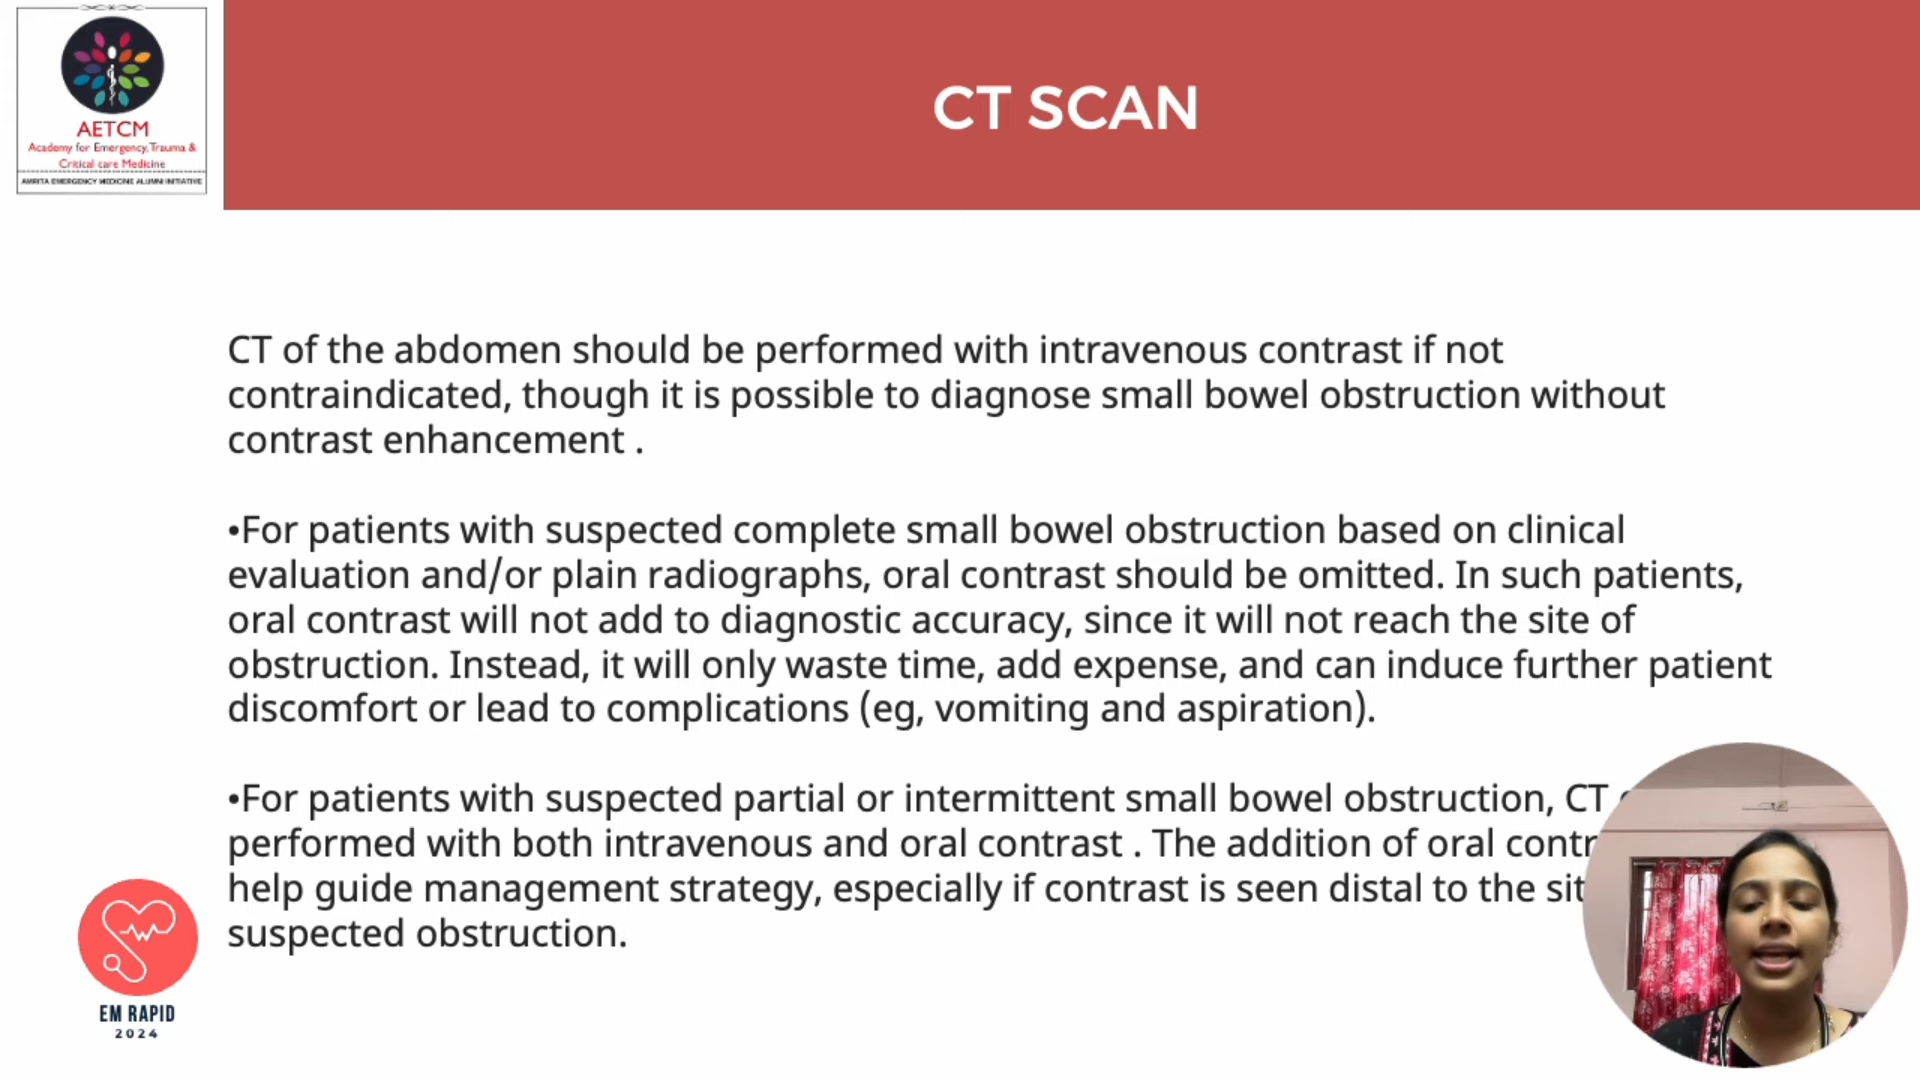 AETCM
Academy for Emergency, Trauma &
Critical care Medicine
AMRITA EMERGENCY MEDICINE ALUMNI INITIATIVE
CT SCAN
CT of the abdomen should be performed with intravenous contrast if not
contraindicated, though it is possible to diagnose small bowel obstruction without
contrast enhancement .
•For patients with suspected complete small bowel obstruction based on clinical
evaluation and/or plain radiographs, oral contrast should be omitted. In such patients,
oral contrast will not add to diagnostic accuracy, since it will not reach the site of
obstruction. Instead, it will only waste time, add expense, and can induce further patient
discomfort or lead to complications (eg, vomiting and aspiration).
•For patients with suspected partial or intermittent small bowel obstruction, CT
performed with both intravenous and oral contrast . The addition of oral
help guide management strategy, especially if contrast is seen distal to the
suspected obstruction.
EM RAPID
2024